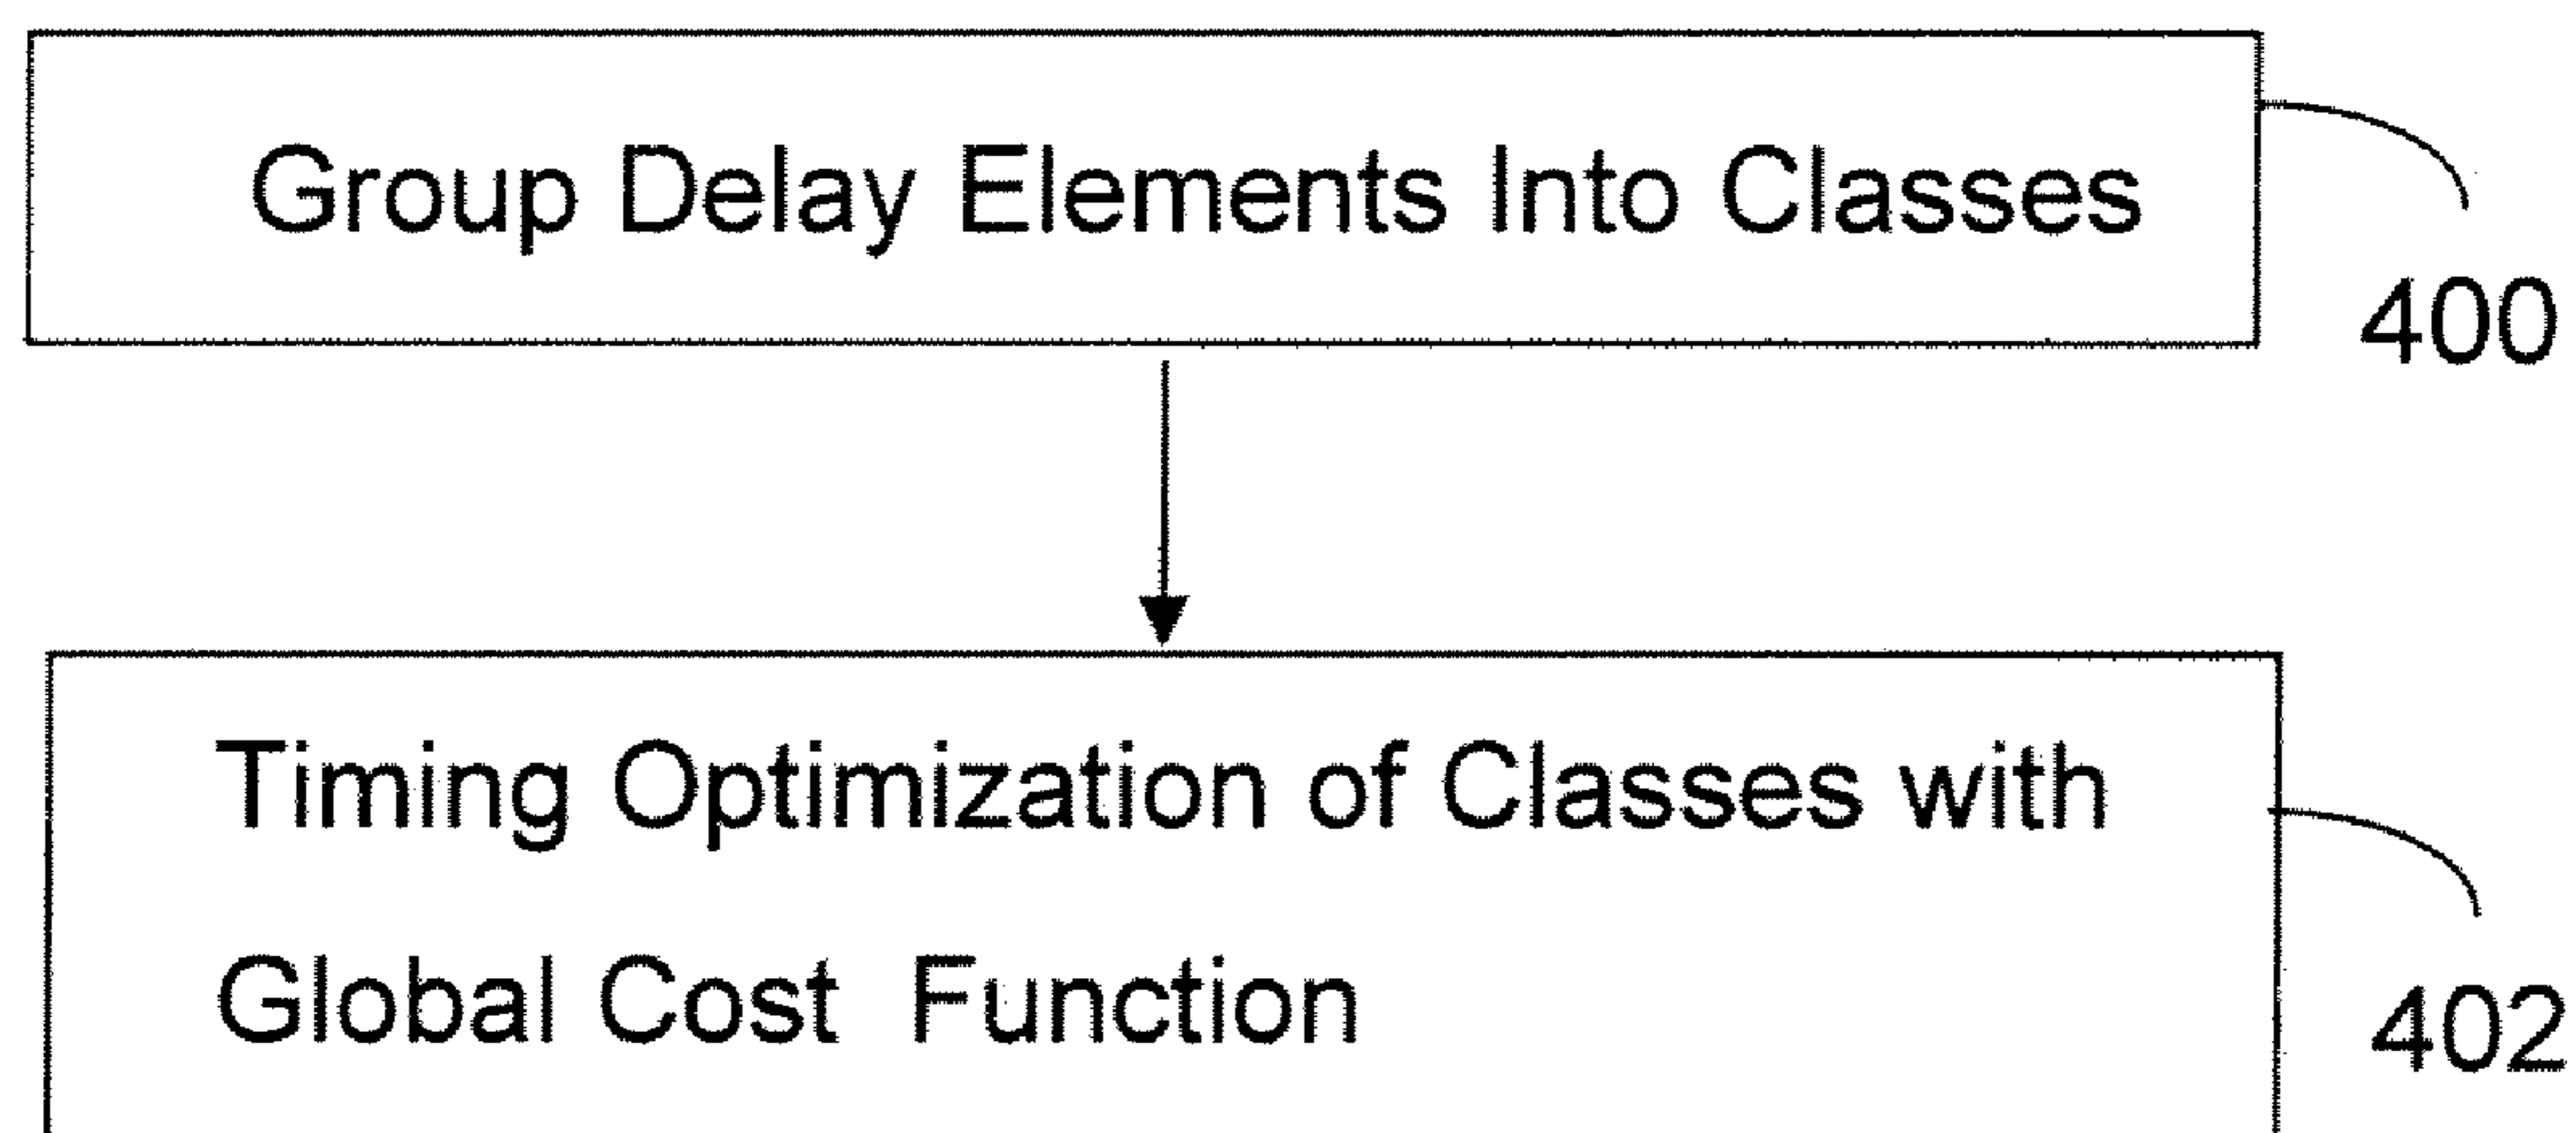 Group Delay Elements Into Classes
400
Timing Optimization of Classes with
Global Cost Function
402